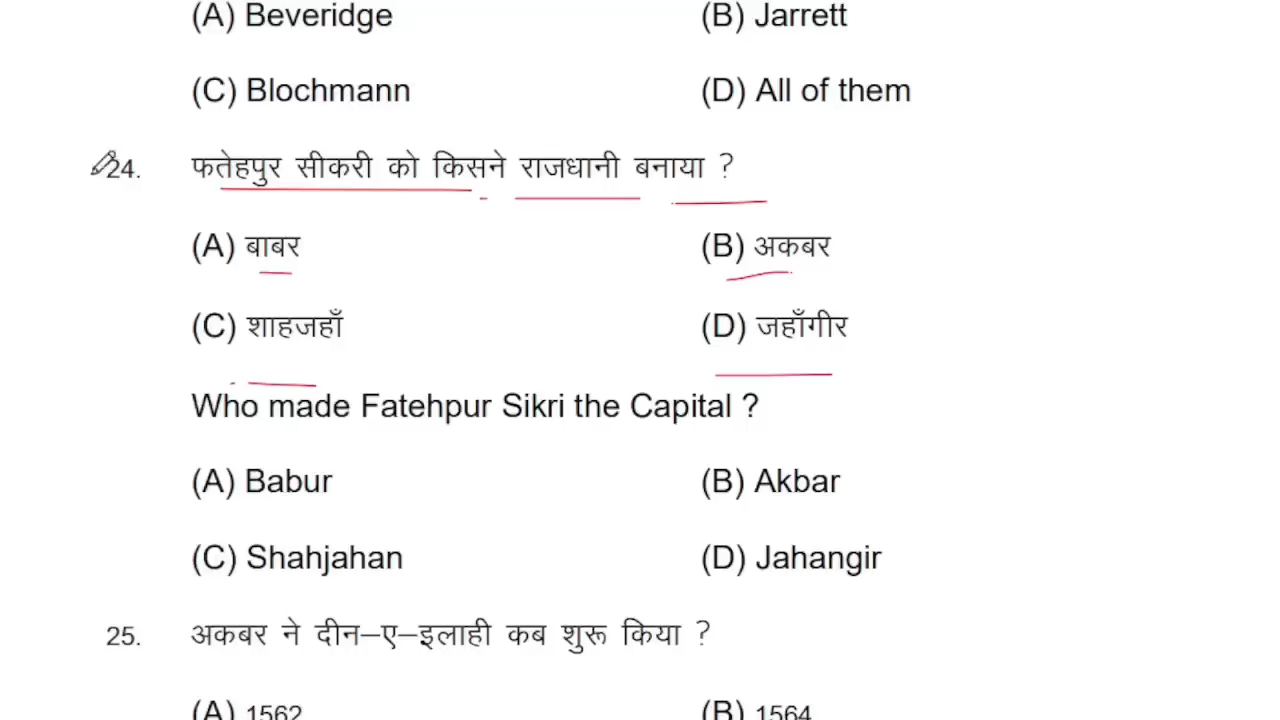 (A) Beveridge (B) Jarrett
(C) Blochmann (D) All of them
24. फतेहपुर सीकरी को किसने राजधानी बनाया ?
(A) बाबर (B) अकबर
(C) शाहजहाँ (D) जहाँगीर
Who made Fatehpur Sikri the Capital ?
(A) Babur (B) Akbar
(C) Shahjahan (D) Jahangir
25. अकबर ने दीन–ए–इलाही कब शुरू किया ?
(A) 1562 (B) 1564